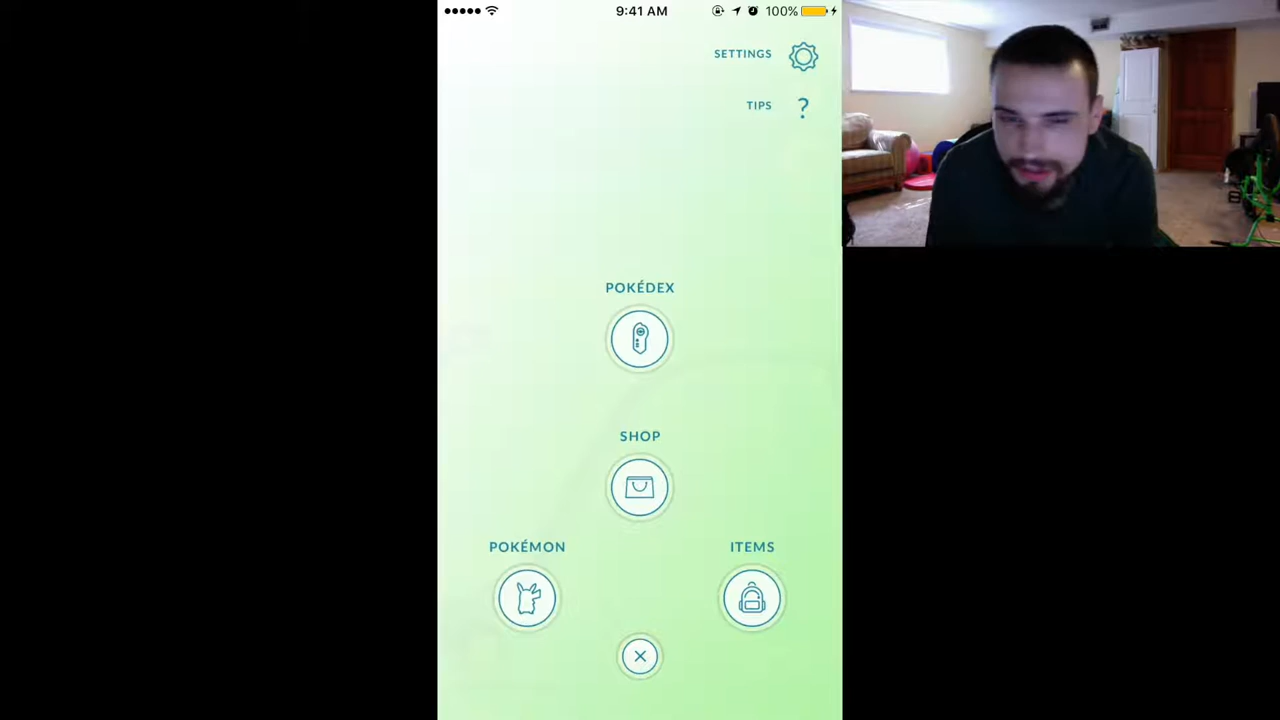 9:41 AM
100%
SETTINGS
TIPS ?
POKÉDEX
SHOP
POKÉMON
ITEMS